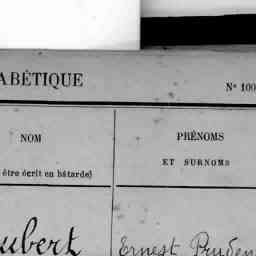 ABÉTIQUE
N° 100
NOM
PRÉNOMS
ET SURNOMS
être écrit en bâtarde)
ubert
Ernest Pruden